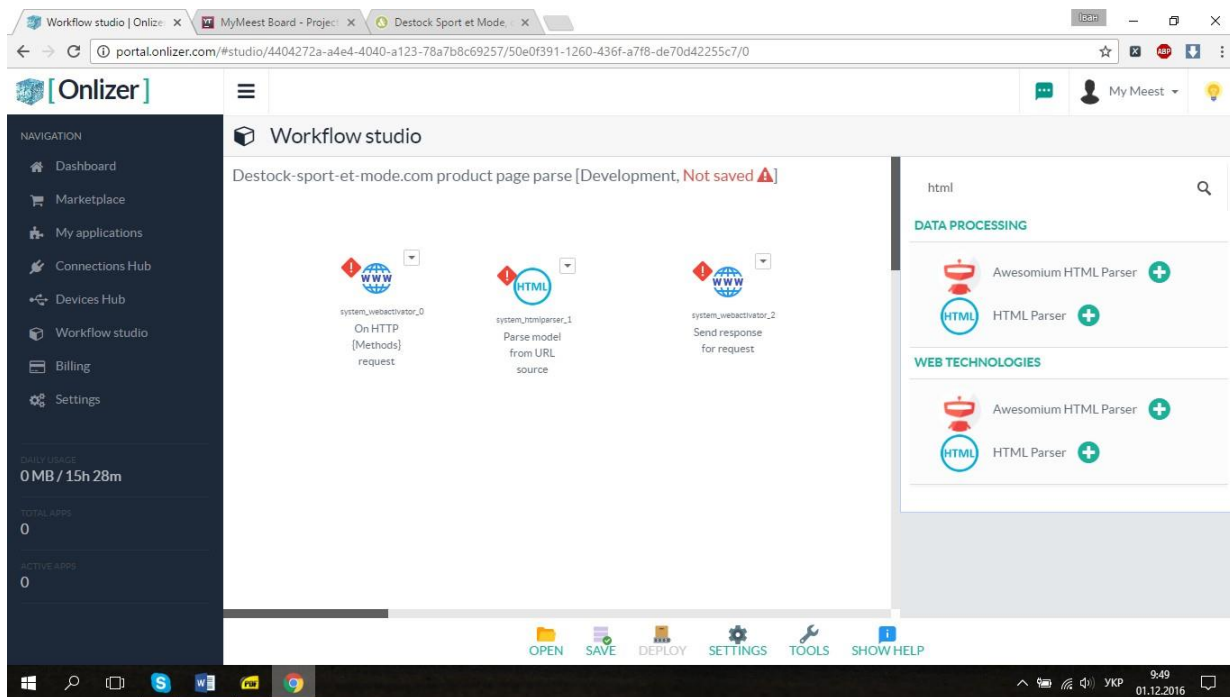 Workflow studio | Onlize
MyMeest Board - Project
Destock Sport et Mode,
Іван
portal.onlizer.com/#studio/4404272a-a4e4-4040-a123-78a7b8c69257/50e0f391-1260-436f-a7f8-de70d42255c7/0
ABP
[Onlizer]
My Meest
NAVIGATION
Dashboard
Marketplace
My applications
Connections Hub
Devices Hub
Workflow studio
Billing
Settings
DAILY USAGE
0 MB / 15h 28m
TOTAL APPS
0
ACTIVE APPS
0
Workflow studio
Destock-sport-et-mode.com product page parse [Development, Not saved]
WWW
system_webactivator_0
On HTTP
{Methods}
request
HTML
system_htmlparser_1
Parse model
from URL
source
WWW
system_webactivator_2
Send response
for request
html
DATA PROCESSING
Awesomium HTML Parser
HTML
HTML Parser
WEB TECHNOLOGIES
Awesomium HTML Parser
HTML
HTML Parser
OPEN
SAVE
DEPLOY
SETTINGS
TOOLS
SHOW HELP
PDF
УКР
9:49
01.12.2016